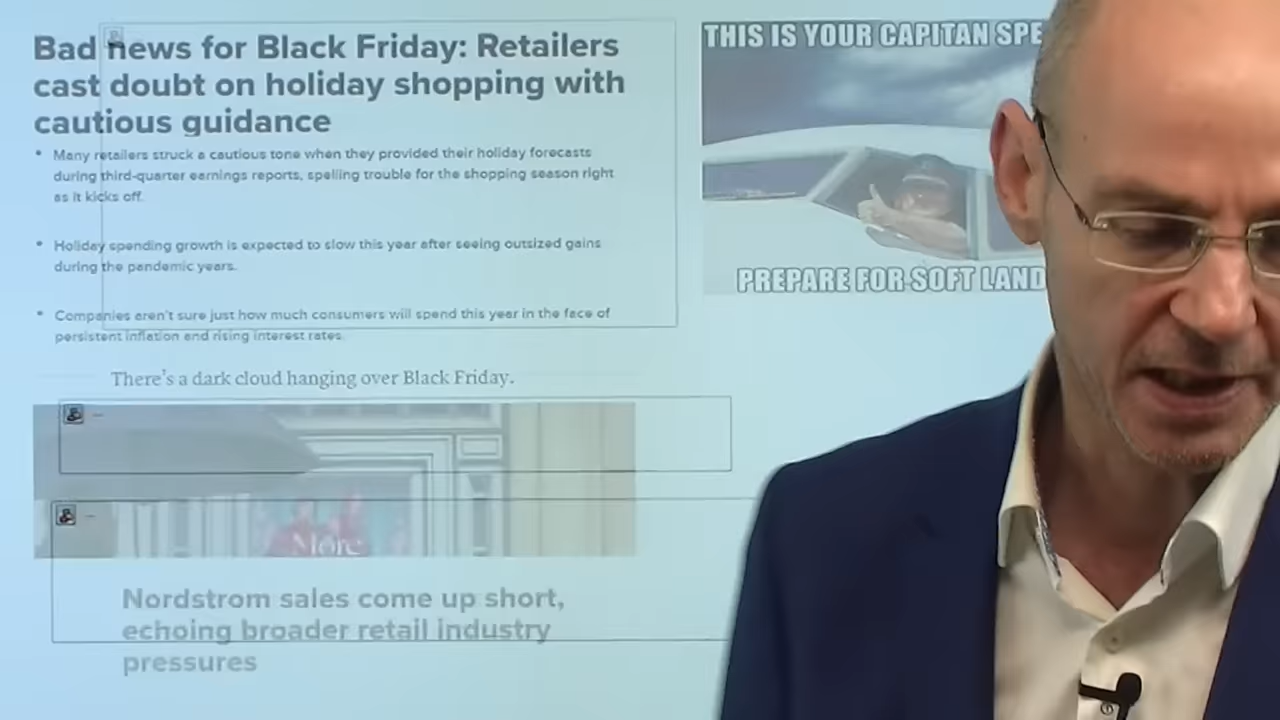 Bad news for Black Friday: Retailers
cast doubt on holiday shopping with
cautious guidance
• Many retailers struck a cautious tone when they provided their holiday forecasts
during third-quarter earnings reports, spelling trouble for the shopping season right
as it kicks off.
• Holiday spending growth is expected to slow this year after seeing outsized gains
during the pandemic years.
• Companies aren't sure just how much consumers will spend this year in the face of
persistent inflation and rising interest rates.
There's a dark cloud hanging over Black Friday.
More
Nordstrom sales come up short,
echoing broader retail industry
pressures
THIS IS YOUR CAPITAN SPE
PREPARE FOR SOFT LAND